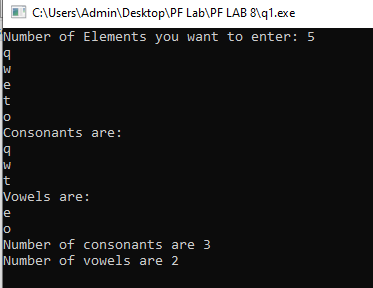 C:\Users\Admin\Desktop\PF Lab\PF LAB 8\q1.exe
Number of Elements you want to enter: 5
q
w
e
t
o
Consonants are:
q
w
t
Vowels are:
e
o
Number of consonants are 3
Number of vowels are 2